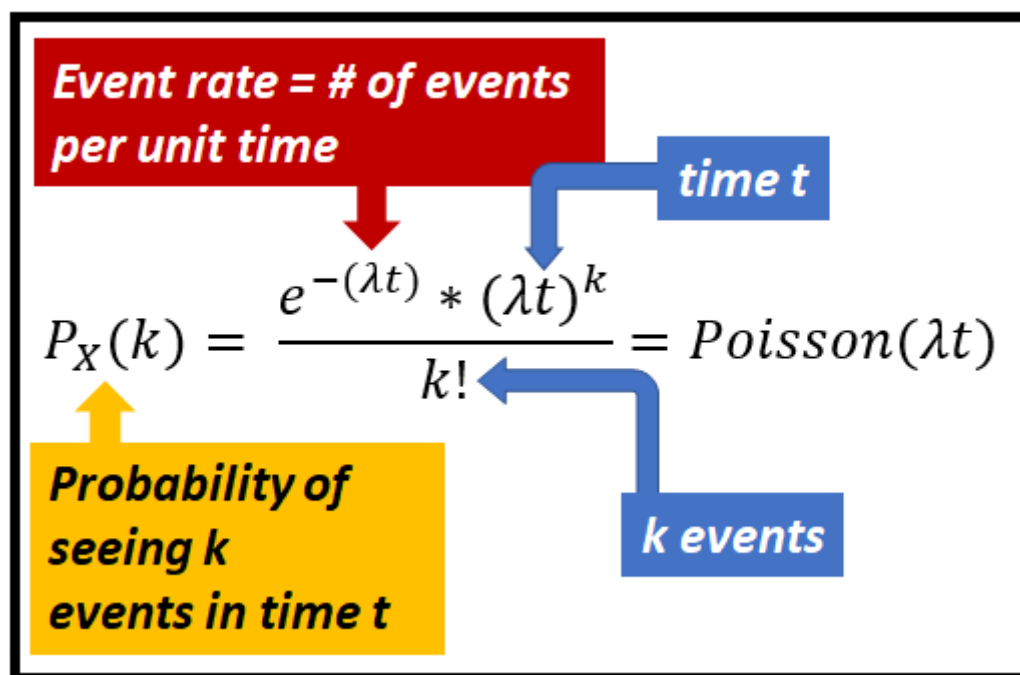 Event rate = # of events
per unit time
time t
P_X(k) = \frac{e^{-(λt)} * (λt)^k}{k!} = Poisson(λt)
Probability of
seeing k
events in time t
k events